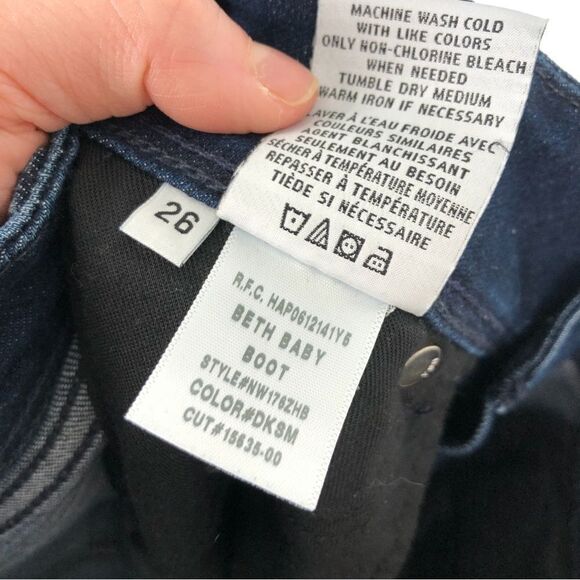 MACHINE WASH COLD
WITH LIKE COLORS
ONLY NON-CHLORINE BLEACH
WHEN NEEDED
TUMBLE DRY MEDIUM
WARM IRON IF NECESSARY
LAVER À L'EAU FROIDE AVEC
COULEURS SIMILAIRES
AGENT BLANCHISSANT
SEULEMENT AU BESOIN
SÉCHER À TEMPÉRATURE MOYENNE
REPASSER À TEMPÉRATURE
TIÈDE SI NÉCESSAIRE
26
R.F.C. HAP0612141Y5
BETH BABY
BOOT
STYLE#NW176ZHB
COLOR#DKSM
CUT#15635-00